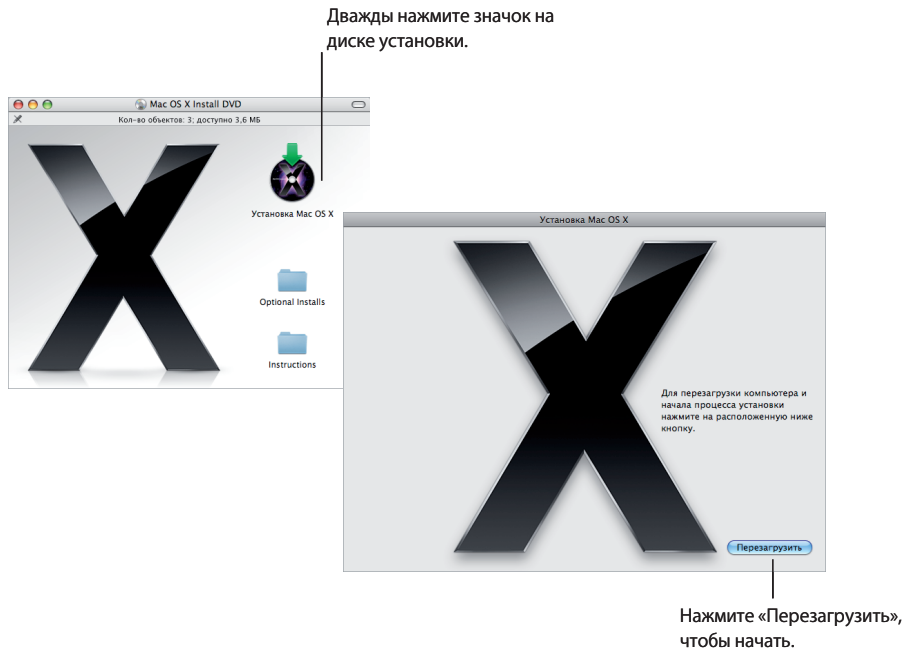 Дважды нажмите значок на
диске установки.
Mac OS X Install DVD
Кол-во объектов: 3; доступно 3,6 МБ
Установка Mac OS X
Optional Installs
Instructions
Установка Mac OS X
Для перезагрузки компьютера и
начала процесса установки
нажмите на расположенную ниже
кнопку.
Перезагрузить
Нажмите «Перезагрузить»,
чтобы начать.